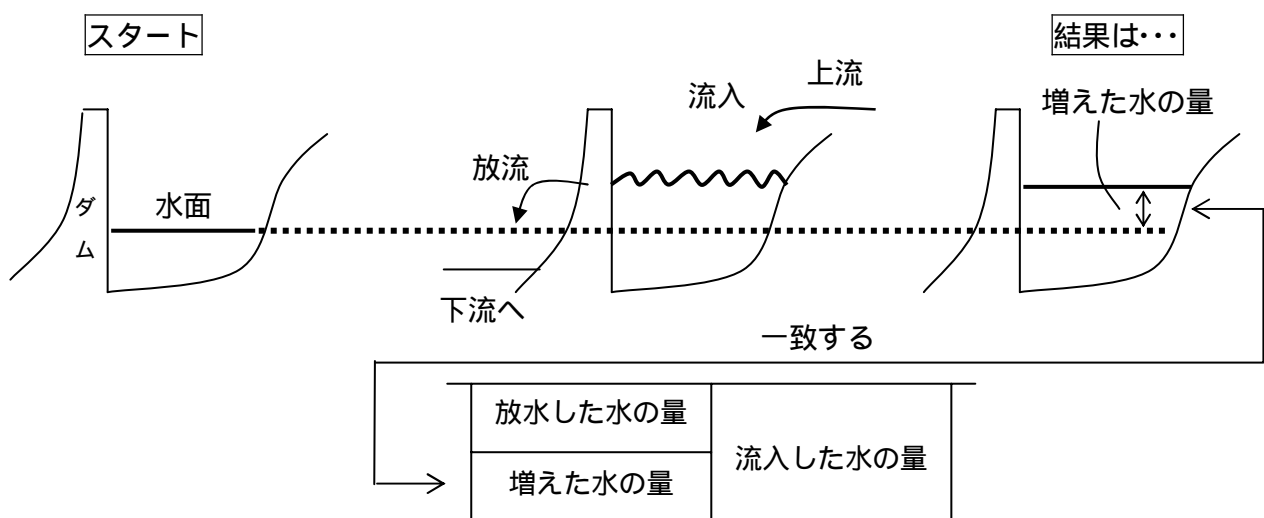 スタート
結果は・・・
上流
流入
増えた水の量
放流
ダム
水面
下流へ
一致する
放水した水の量
流入した水の量
増えた水の量